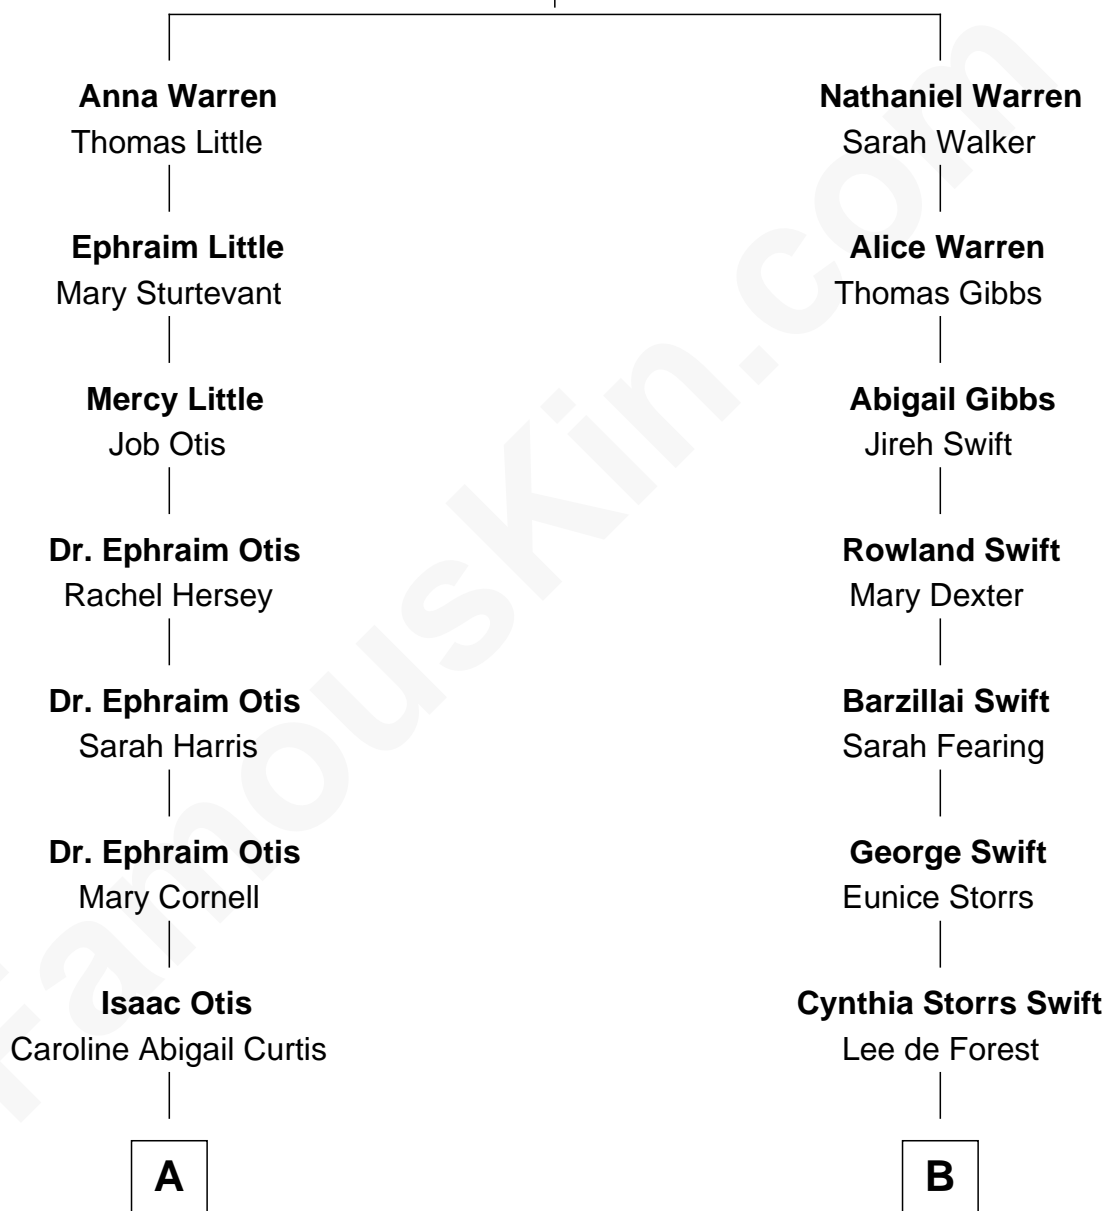 Anna Warren
Thomas Little
Nathaniel Warren
Sarah Walker
Ephraim Little
Mary Sturtevant
Alice Warren
Thomas Gibbs
Mercy Little
Job Otis
Abigail Gibbs
Jireh Swift
Dr. Ephraim Otis
Rachel Hersey
Rowland Swift
Mary Dexter
Dr. Ephraim Otis
Sarah Harris
Barzillai Swift
Sarah Fearing
Dr. Ephraim Otis
Mary Cornell
George Swift
Eunice Storrs
Isaac Otis
Caroline Abigail Curtis
Cynthia Storrs Swift
Lee de Forest
A
B
FamousKin.com